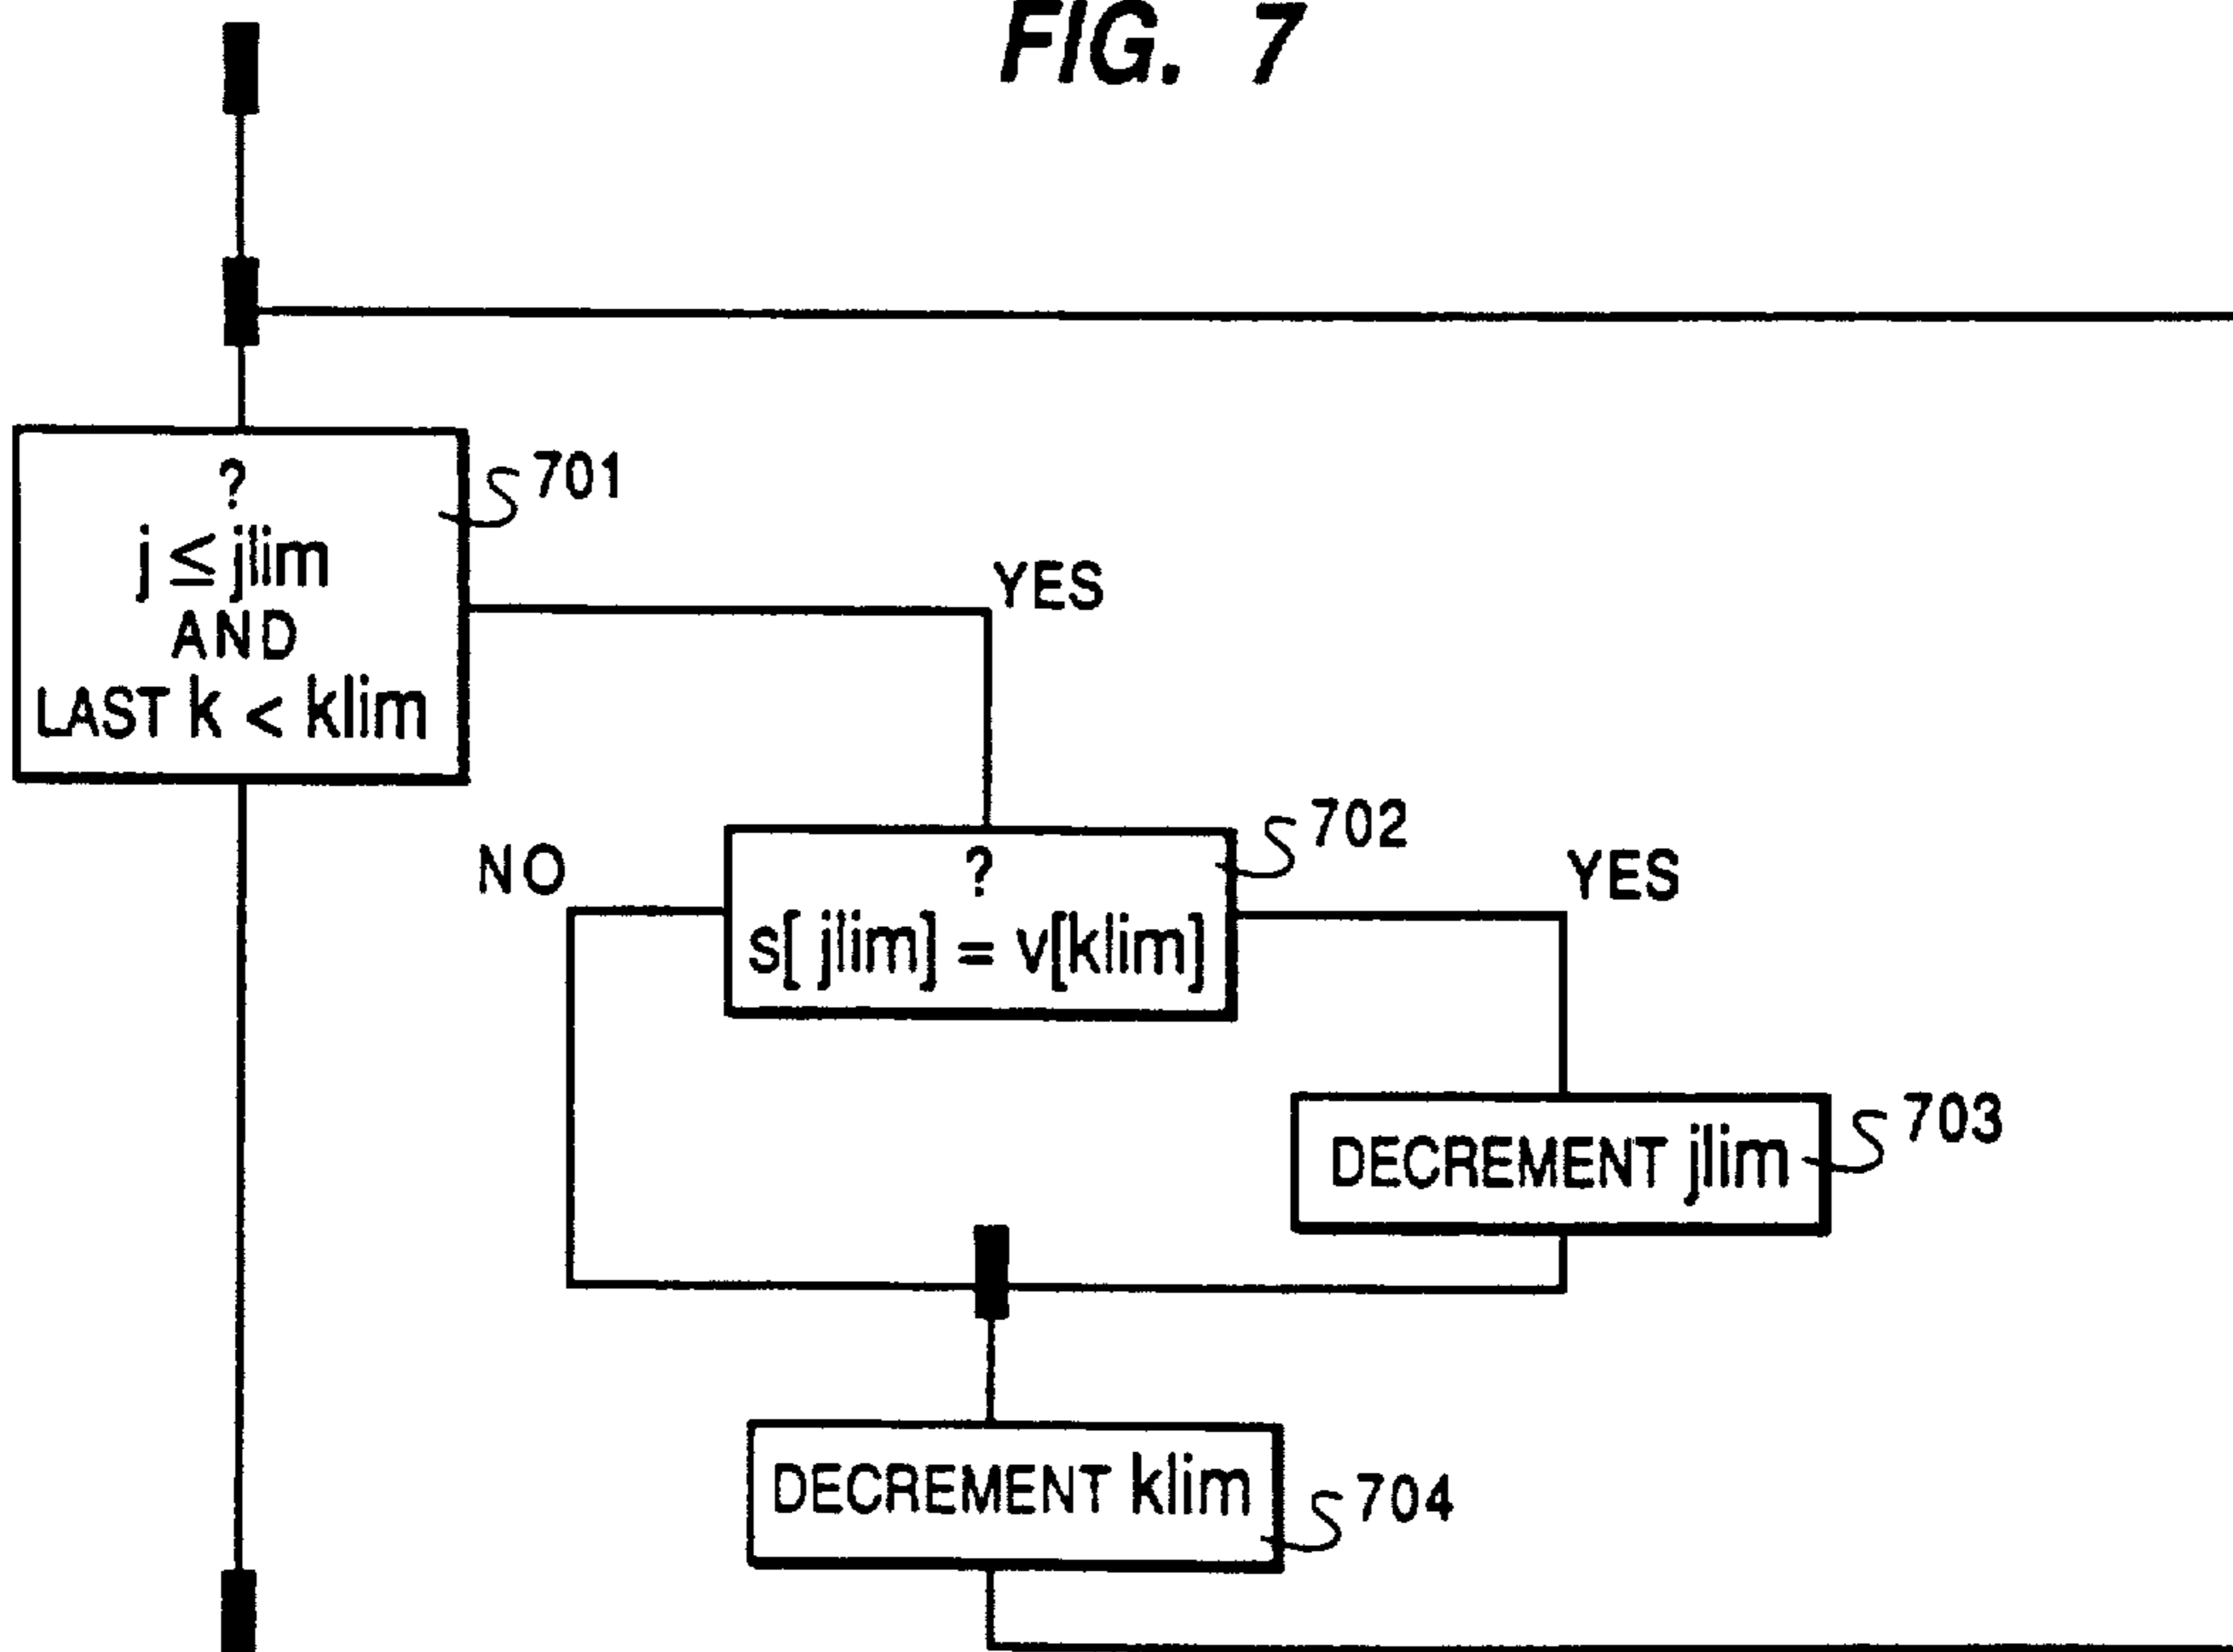 FIG. 7
?
j ≤ jlim
AND
LAST k < klim
701
YES
NO
?
s[ jlim] = v[klim]
702
YES
DECREMENT jlim
703
DECREMENT klim
704